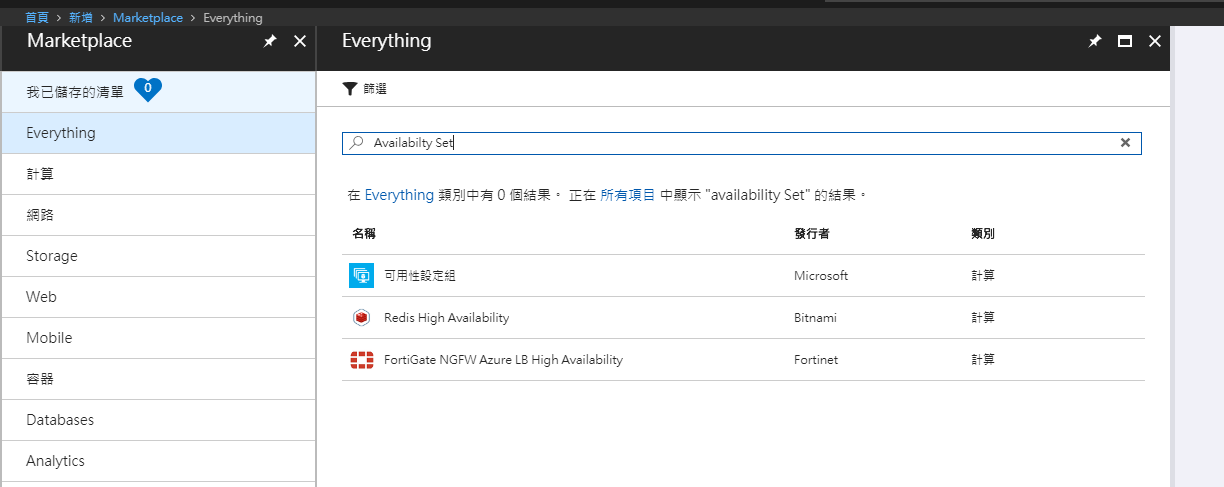 首頁 > 新增 > Marketplace > Everything
Marketplace
我已儲存的清單 0
Everything
計算
網路
Storage
Web
Mobile
容器
Databases
Analytics
Everything
篩選
Availabilty Set
在 Everything 類別中有 0 個結果。 正在 所有項目 中顯示 "availability Set" 的結果。
名稱 發行者 類別
可用性設定組 Microsoft 計算
Redis High Availability Bitnami 計算
FortiGate NGFW Azure LB High Availability Fortinet 計算